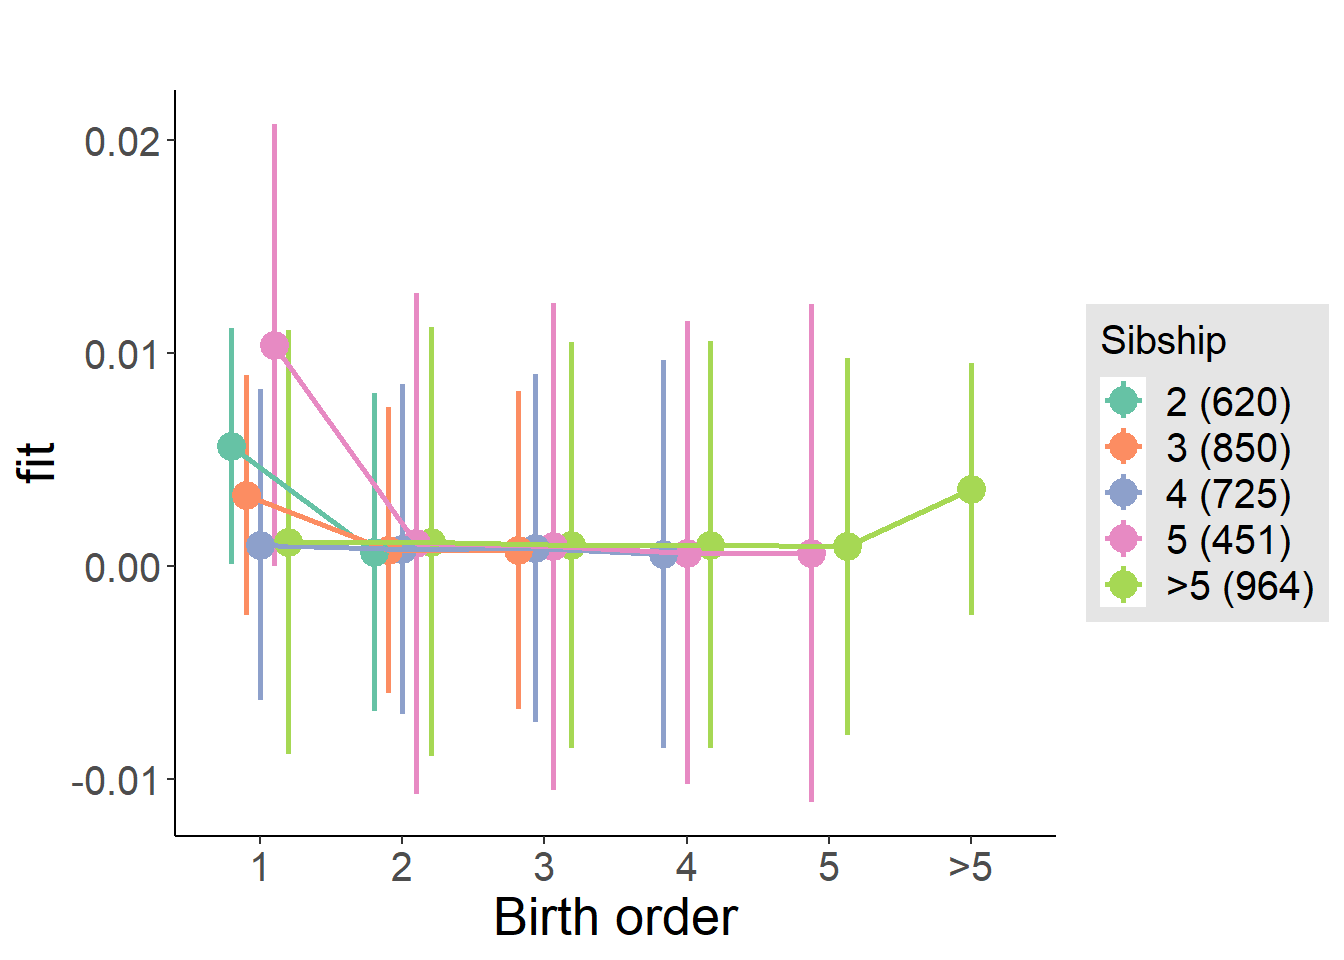 0.02
0.01
0.00
-0.01
fit
1 2 3 4 5 >5
Birth order
Sibship
2 (620)
3 (850)
4 (725)
5 (451)
>5 (964)